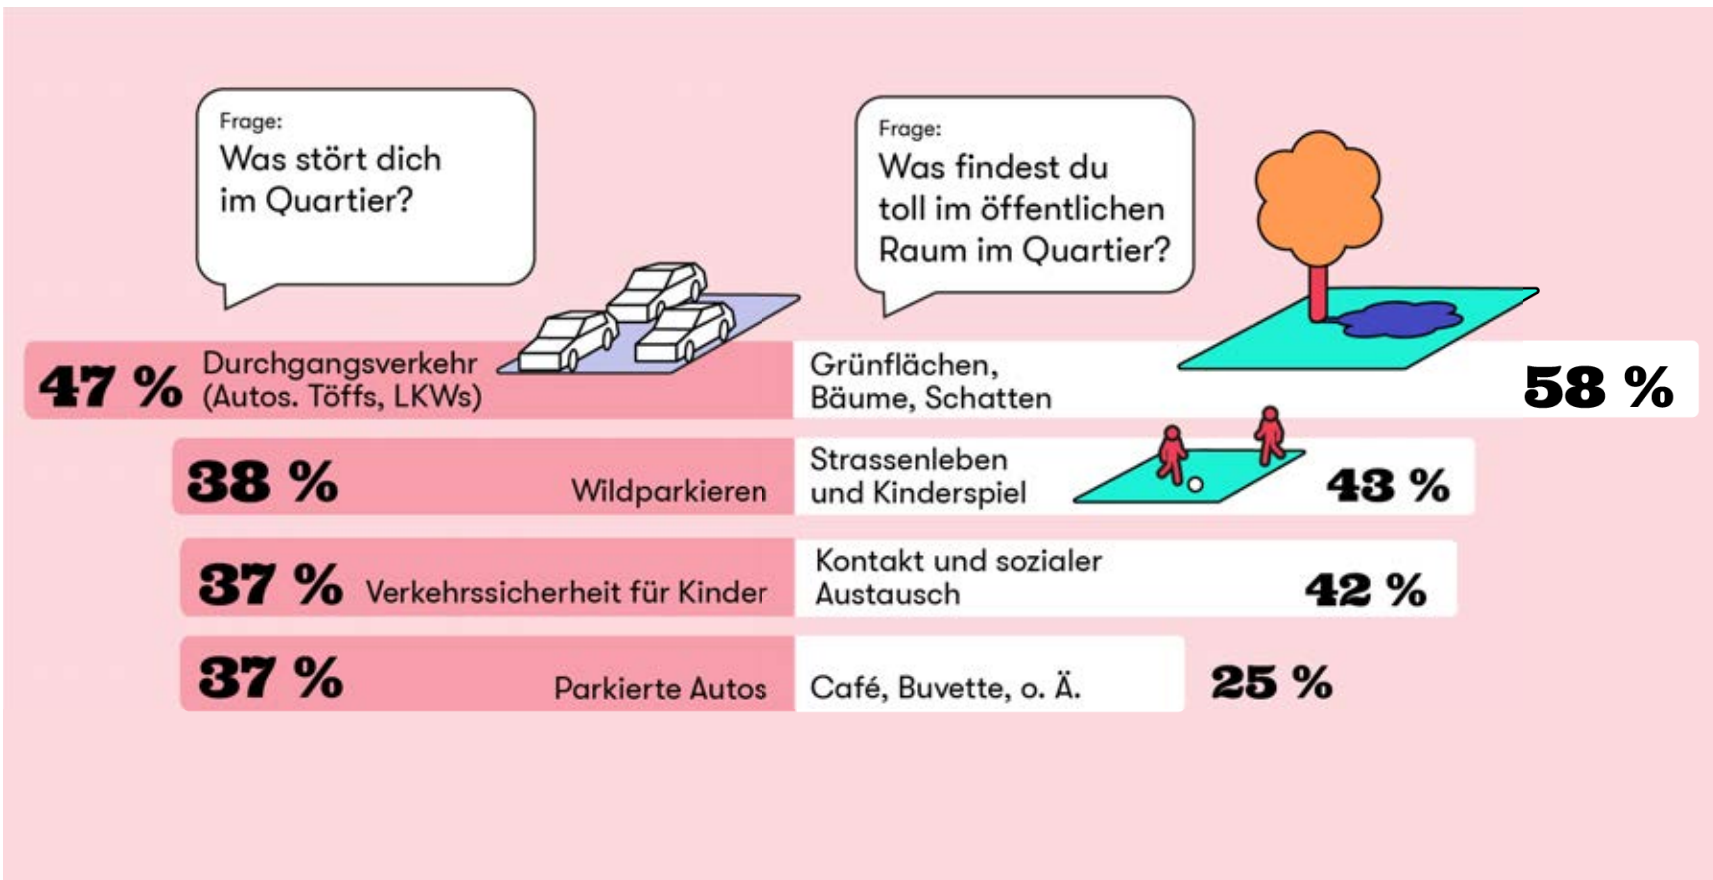 Frage:
Was stört dich
im Quartier?
Frage:
Was findest du
toll im öffentlichen
Raum im Quartier?
47 %
Durchgangsverkehr
(Autos. Töffs, LKWs)
Grünflächen,
Bäume, Schatten
58 %
38 %
Wildparkieren
Strassenleben
und Kinderspiel
43 %
37 %
Verkehrssicherheit für Kinder
Kontakt und sozialer
Austausch
42 %
37 %
Parkierte Autos
Café, Buvette, o. Ä.
25 %